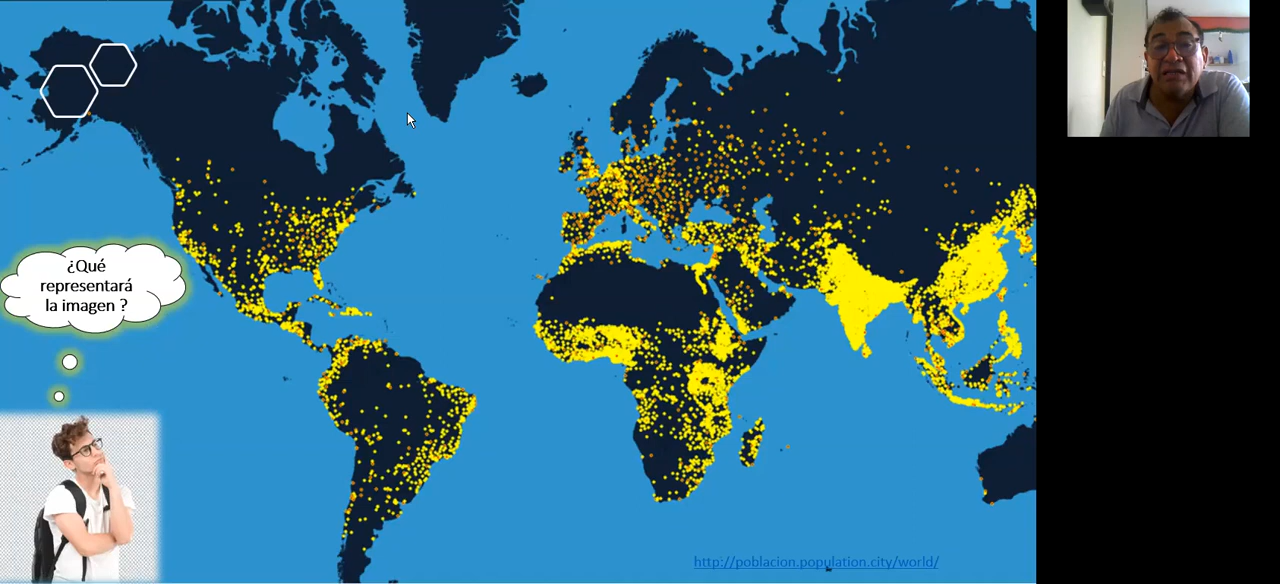 ¿Qué
representará
la imagen ?
http://poblacion.population.city/world/